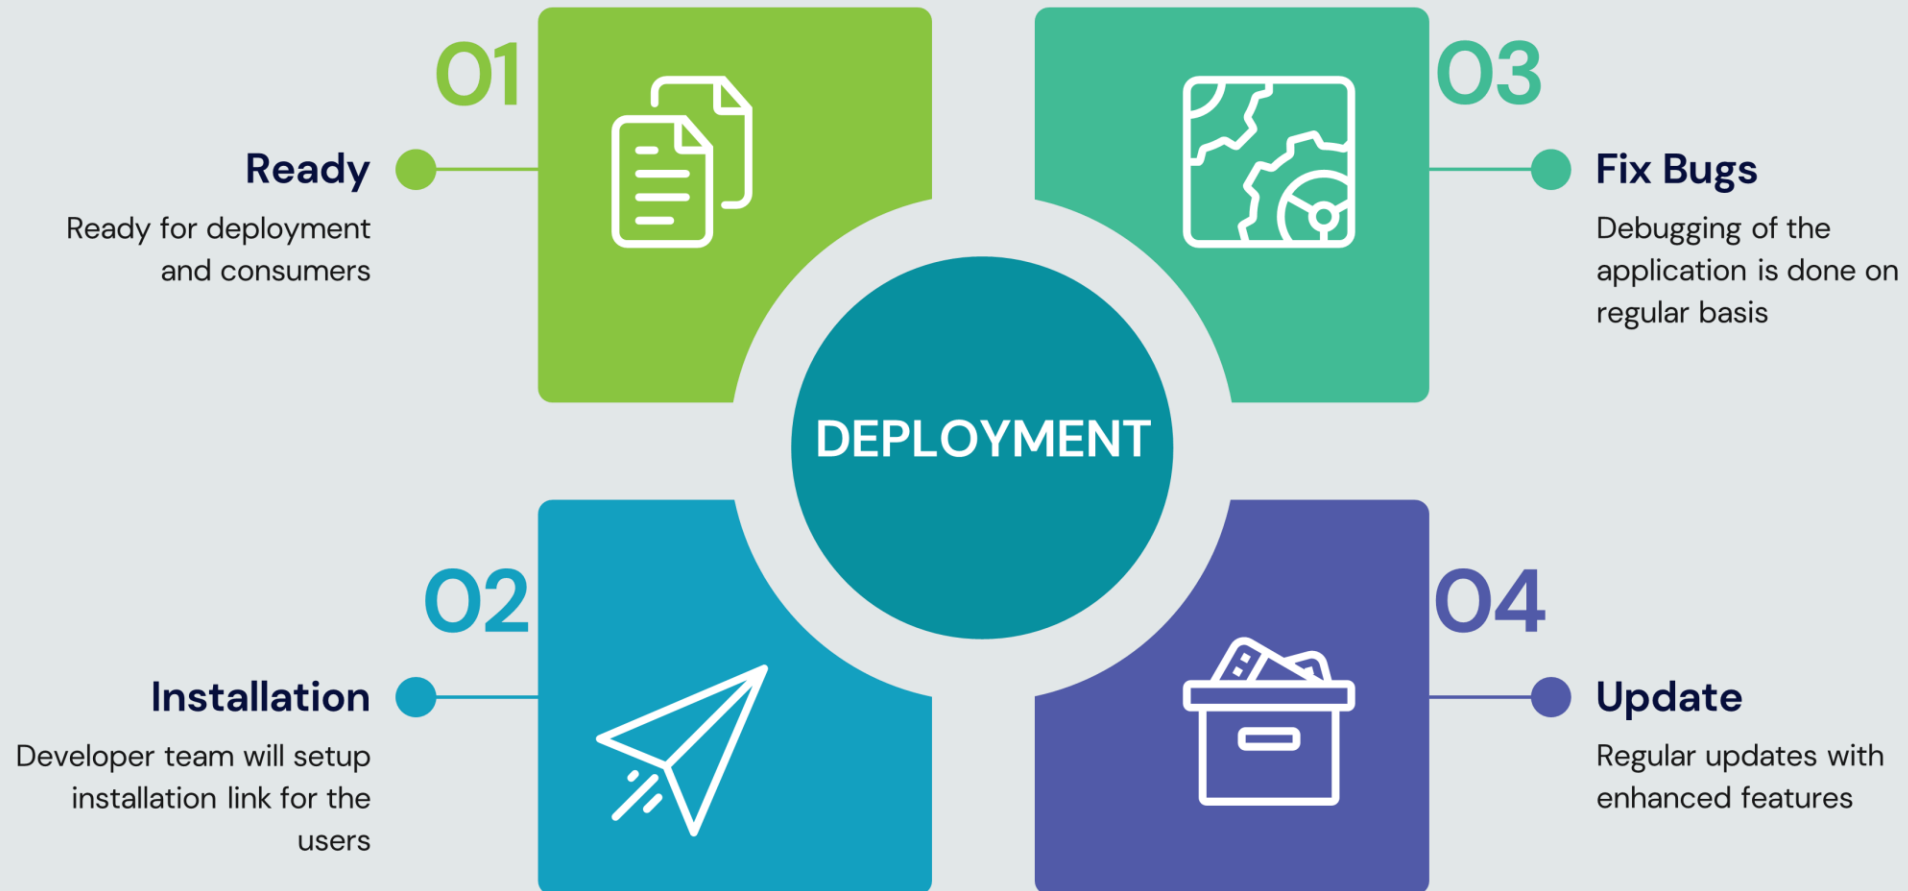 01
Ready
Ready for deployment
and consumers
02
Installation
Developer team will setup
installation link for the
users
DEPLOYMENT
03
Fix Bugs
Debugging of the
application is done on
regular basis
04
Update
Regular updates with
enhanced features